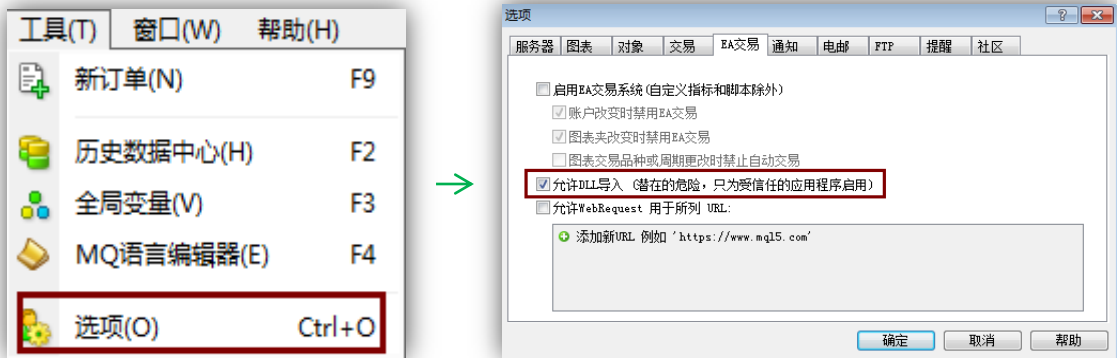 工具(T) 窗口(W) 帮助(H)
新订单(N) F9
历史数据中心(H) F2
全局变量(V) F3
MQ语言编辑器(E) F4
选项(O) Ctrl+O
选项
服务器 图表 对象 交易 EA交易 通知 电邮 FTP 提醒 社区
启用EA交易系统(自定义指标和脚本除外)
账户改变时禁用EA交易
图表夹改变时禁用EA交易
图表交易品种或周期更改时禁止自动交易
允许DLL导入 (潜在的危险，只为受信任的应用程序启用)
允许WebRequest 用于所列 URL:
添加新URL 例如 'https://www.mql5.com'
确定 取消 帮助